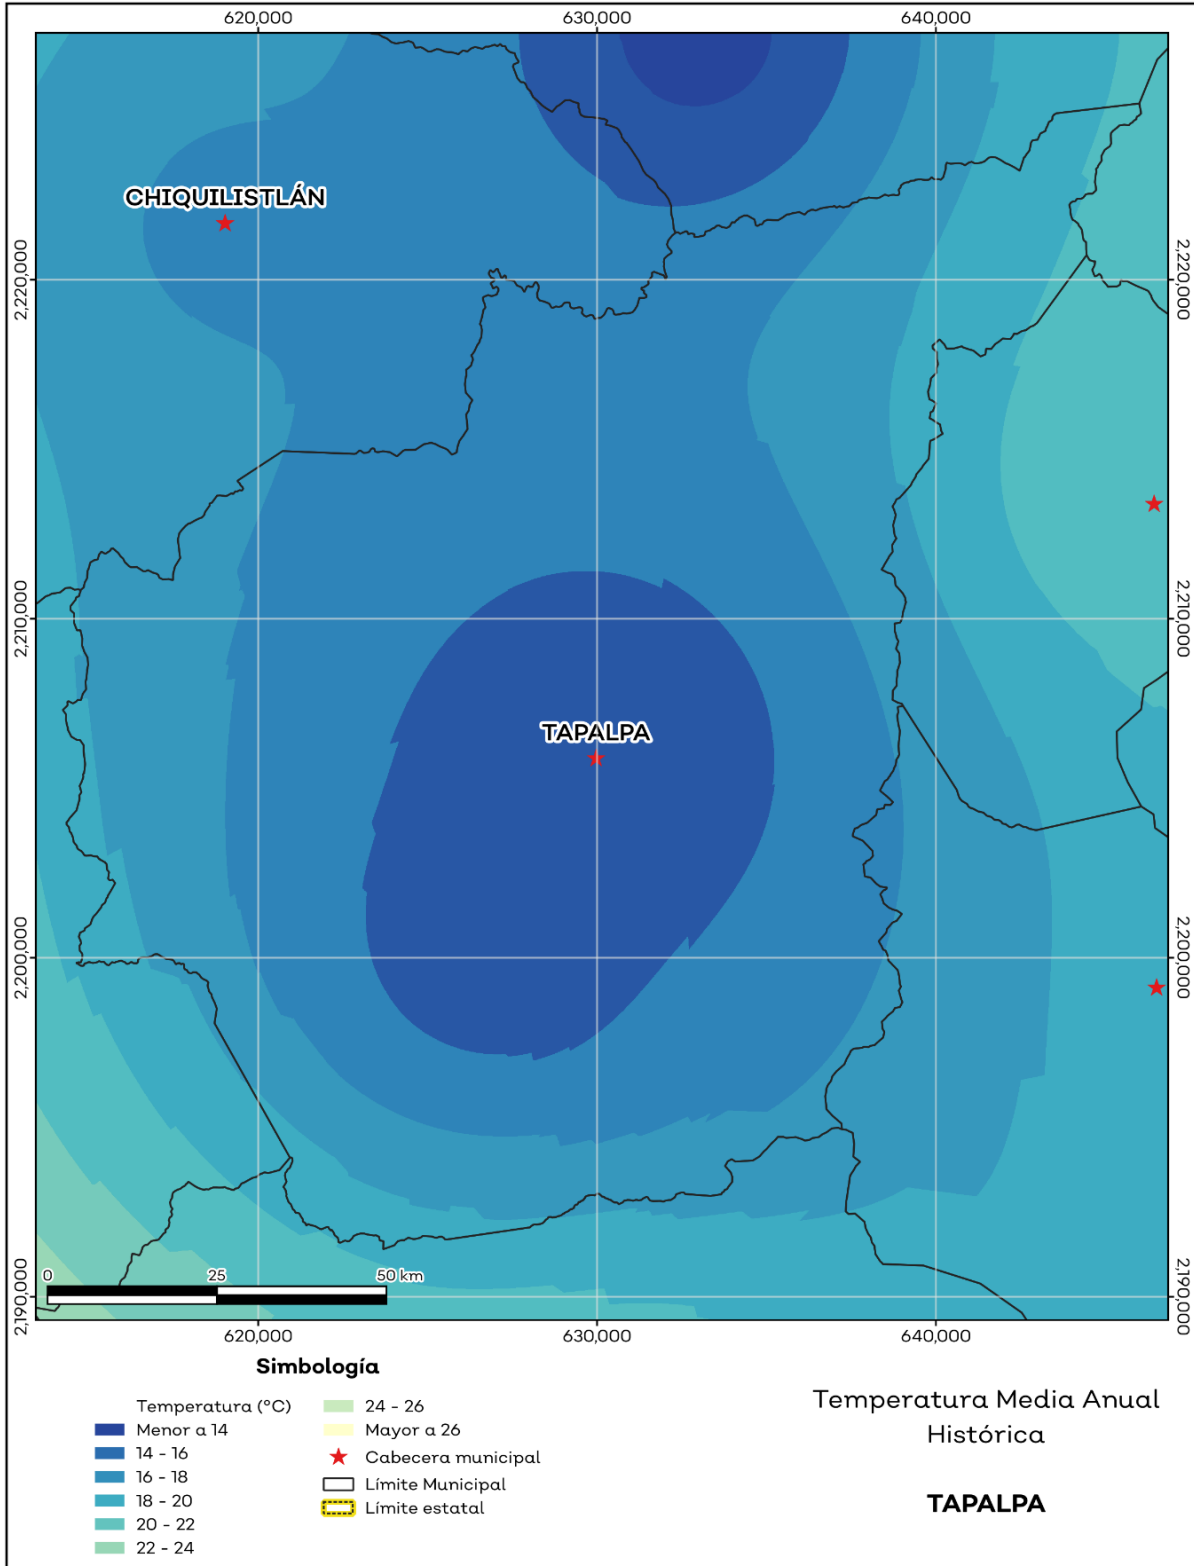 620,000 630,000 640,000
CHIQUILISTLÁN
2,220,000 2,220,000
2,210,000 2,210,000
TAPALPA
2,200,000 2,200,000
2,190,000 2,190,000
0 25 50 km
620,000 630,000 640,000
Simbología
Temperatura (°C)
Menor a 14
14 - 16
16 - 18
18 - 20
20 - 22
22 - 24
24 - 26
Mayor a 26
Cabecera municipal
Límite Municipal
Límite estatal
Temperatura Media Anual
Histórica
TAPALPA